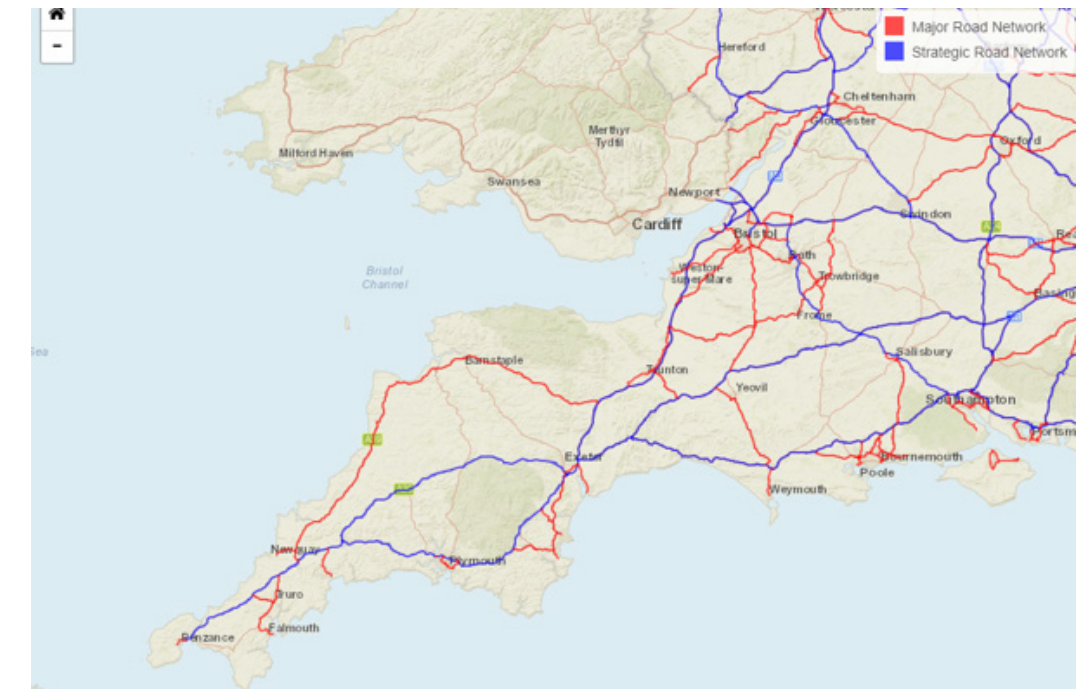 Major Road Network
Hereford
Strategic Road Network
-
Cheltenham
Gloucester
Merthyr
Tydfil
Oxford
Milford Haven
Swansea
Newport
Cardiff
Swindon
Bristol
Bath
Bristol
Channel
Weston-
super Mare
Trowbridge
Frome
Sea
Salisbury
Barnstaple
Taunton
Yeovil
Southampton
Exeter
Bournemouth
Poole
Weymouth
Newquay
Plymouth
Truro
Falmouth
Penzance